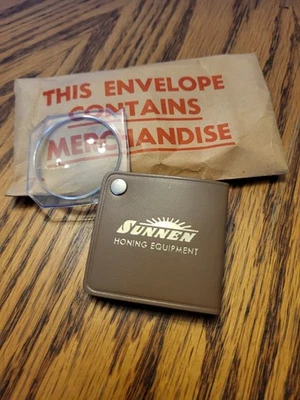 THIS ENVELOPE
CONTAINS
MERCHANDISE
SUNNEN
HONING EQUIPMENT